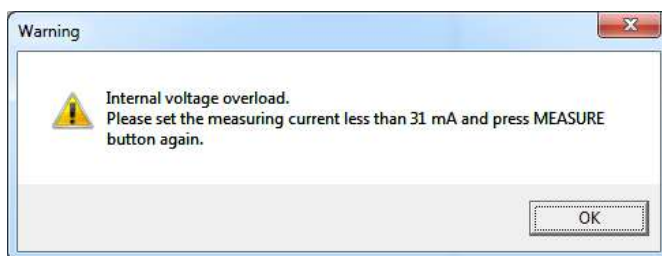 Warning
Internal voltage overload.
Please set the measuring current less than 31 mA and press MEASURE
button again.
OK